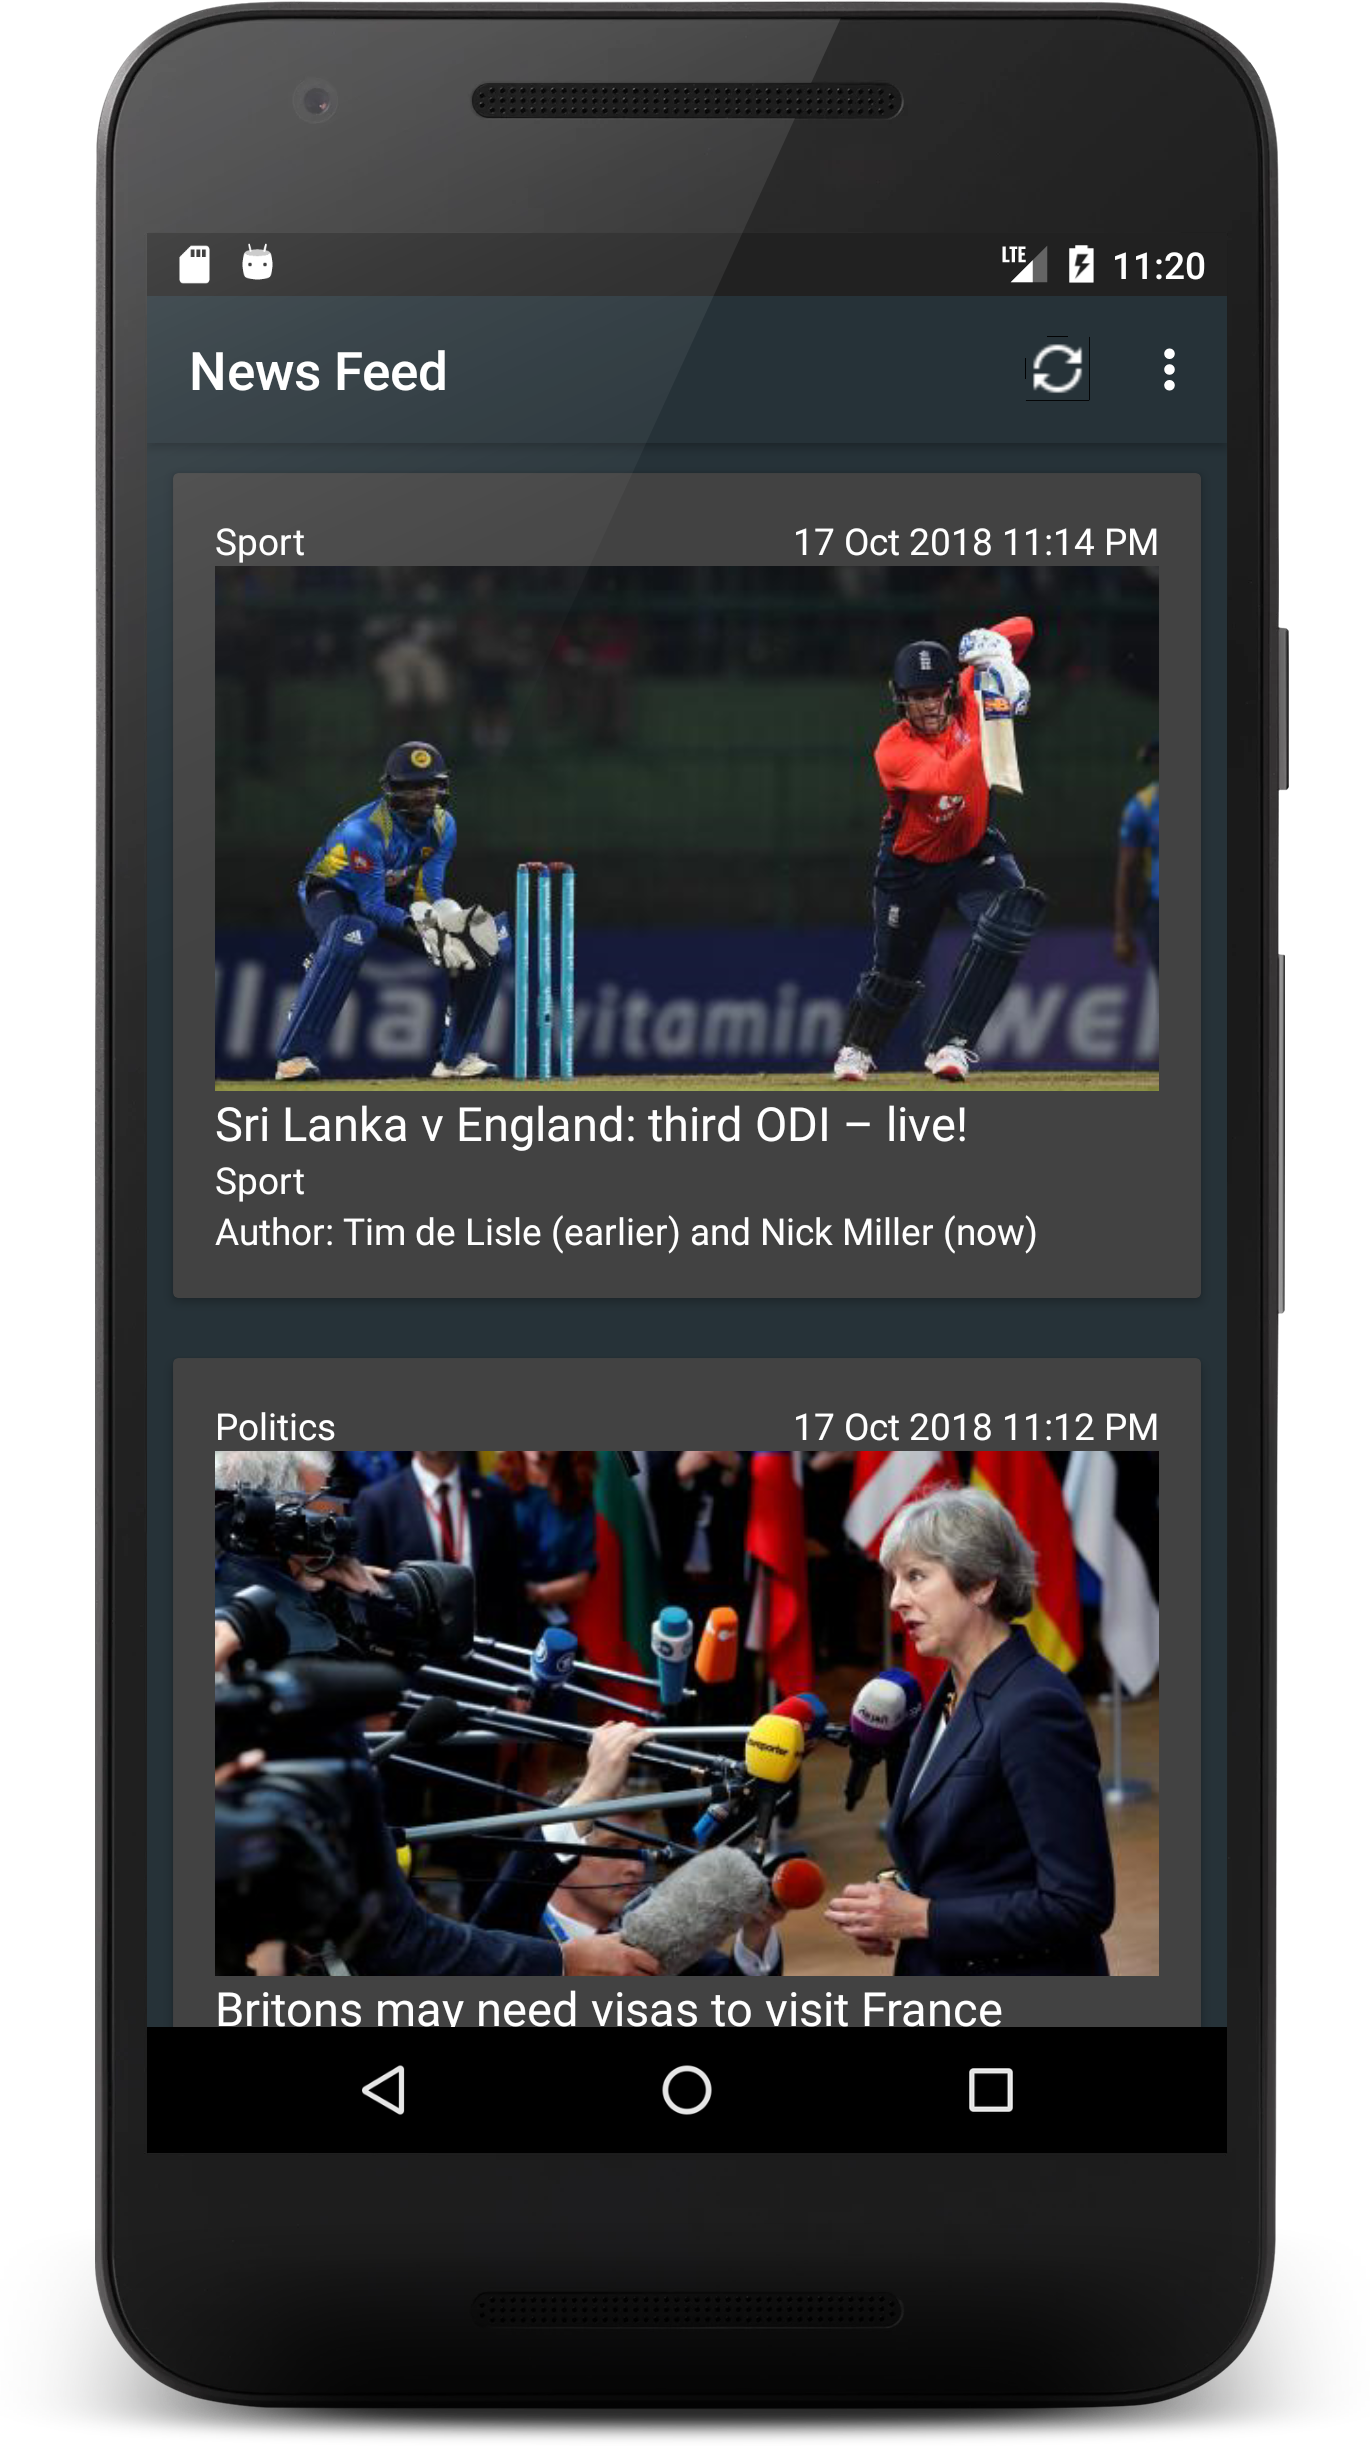 LTE 11:20
News Feed
Sport 17 Oct 2018 11:14 PM
vitamin wel
Sri Lanka v England: third ODI – live!
Sport
Author: Tim de Lisle (earlier) and Nick Miller (now)
Politics 17 Oct 2018 11:12 PM
Britons may need visas to visit France